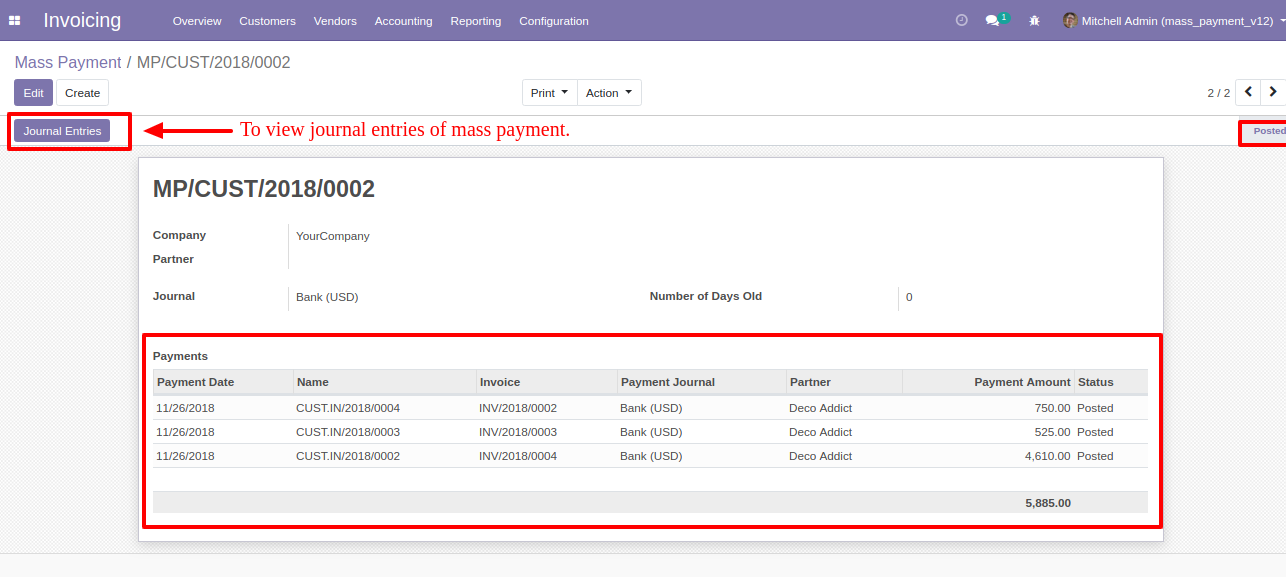 Invoicing Overview Customers Vendors Accounting Reporting Configuration 1 Mitchell Admin (mass_payment_v12)
Mass Payment / MP/CUST/2018/0002
Edit Create Print Action 2 / 2
Journal Entries To view journal entries of mass payment. Posted
MP/CUST/2018/0002
Company YourCompany
Partner
Journal Bank (USD) Number of Days Old 0
Payments
Payment Date Name Invoice Payment Journal Partner Payment Amount Status
11/26/2018 CUST.IN/2018/0004 INV/2018/0002 Bank (USD) Deco Addict 750.00 Posted
11/26/2018 CUST.IN/2018/0003 INV/2018/0003 Bank (USD) Deco Addict 525.00 Posted
11/26/2018 CUST.IN/2018/0002 INV/2018/0004 Bank (USD) Deco Addict 4,610.00 Posted
5,885.00